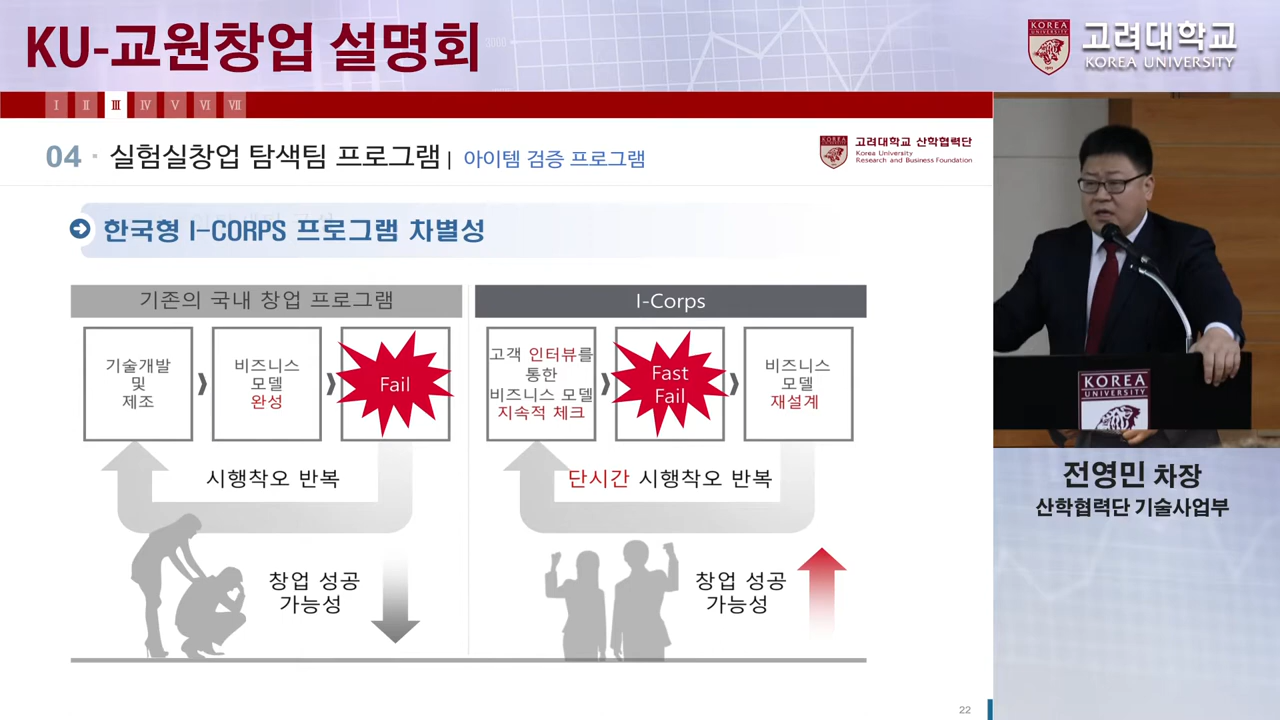 KU-교원창업 설명회
KOREA
UNIVERSITY
고려대학교
KOREA UNIVERSITY
I II III IV V VI VII
04 · 실험실창업 탐색팀 프로그램 | 아이템 검증 프로그램
KOREA
고려대학교 산학협력단
Korea University
Research and Business Foundation
한국형 I-CORPS 프로그램 차별성
기존의 국내 창업 프로그램
기술개발
및
제조
비즈니스
모델
완성
Fail
시행착오 반복
창업 성공
가능성
I-Corps
고객 인터뷰를
통한
비즈니스 모델
지속적 체크
Fast
Fail
비즈니스
모델
재설계
단시간 시행착오 반복
창업 성공
가능성
22
KOREA
UNIVERSITY
전영민 차장
산학협력단 기술사업부